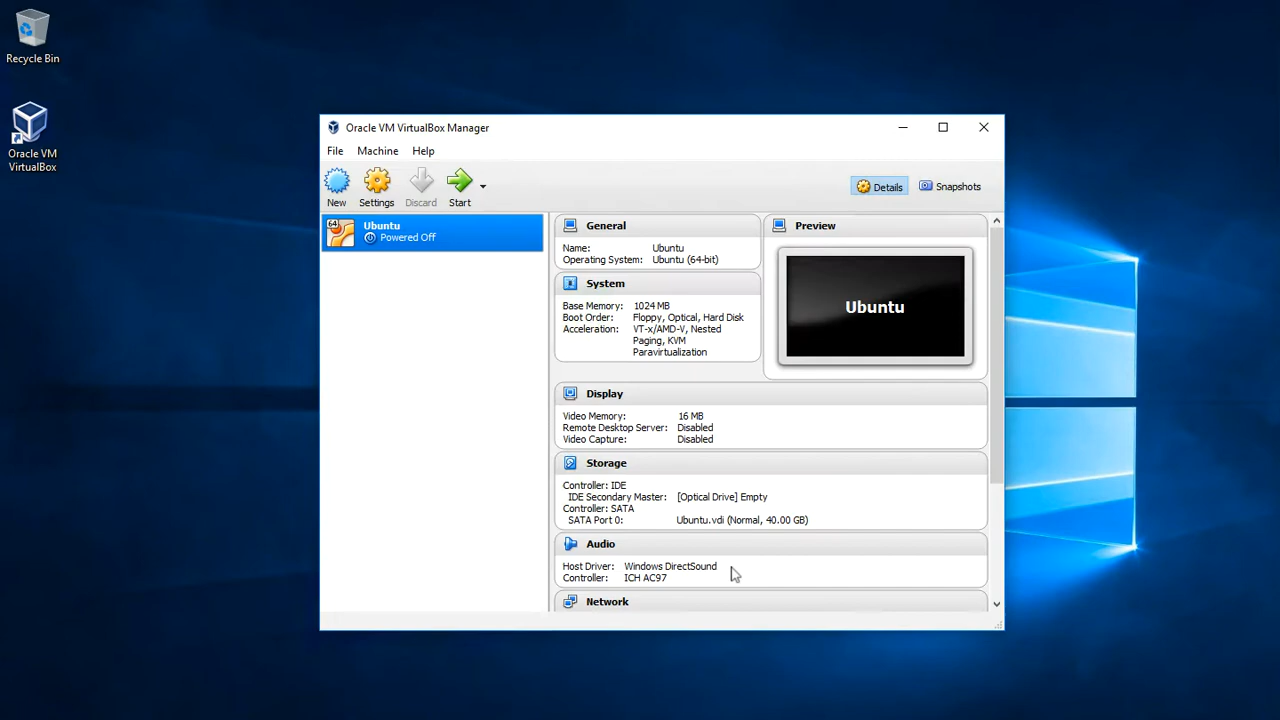 Recycle Bin
Oracle VM
VirtualBox
Oracle VM VirtualBox Manager
File Machine Help
New Settings Discard Start Details Snapshots
64 Ubuntu
Powered Off
General
Name: Ubuntu
Operating System: Ubuntu (64-bit)
System
Base Memory: 1024 MB
Boot Order: Floppy, Optical, Hard Disk
Acceleration: VT-x/AMD-V, Nested
Paging, KVM
Paravirtualization
Preview
Ubuntu
Display
Video Memory: 16 MB
Remote Desktop Server: Disabled
Video Capture: Disabled
Storage
Controller: IDE
IDE Secondary Master: [Optical Drive] Empty
Controller: SATA
SATA Port 0: Ubuntu.vdi (Normal, 40.00 GB)
Audio
Host Driver: Windows DirectSound
Controller: ICH AC97
Network